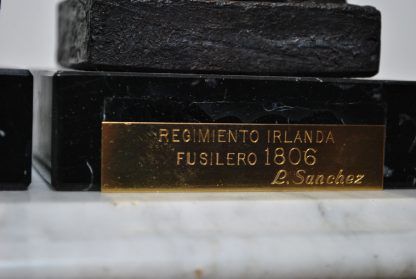 REGIMIENTO IRLANDA
FUSILERO 1806
L. Sanchez